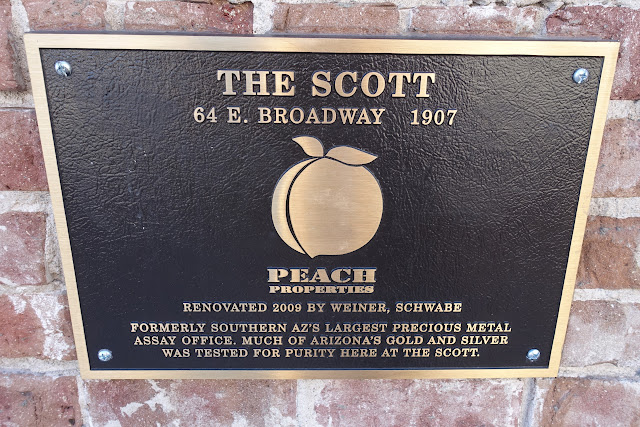 THE SCOTT
64 E. BROADWAY 1907
PEACH
PROPERTIES
RENOVATED 2009 BY WEINER, SCHWABE
FORMERLY SOUTHERN AZ'S LARGEST PRECIOUS METAL
ASSAY OFFICE. MUCH OF ARIZONA'S GOLD AND SILVER
WAS TESTED FOR PURITY HERE AT THE SCOTT.